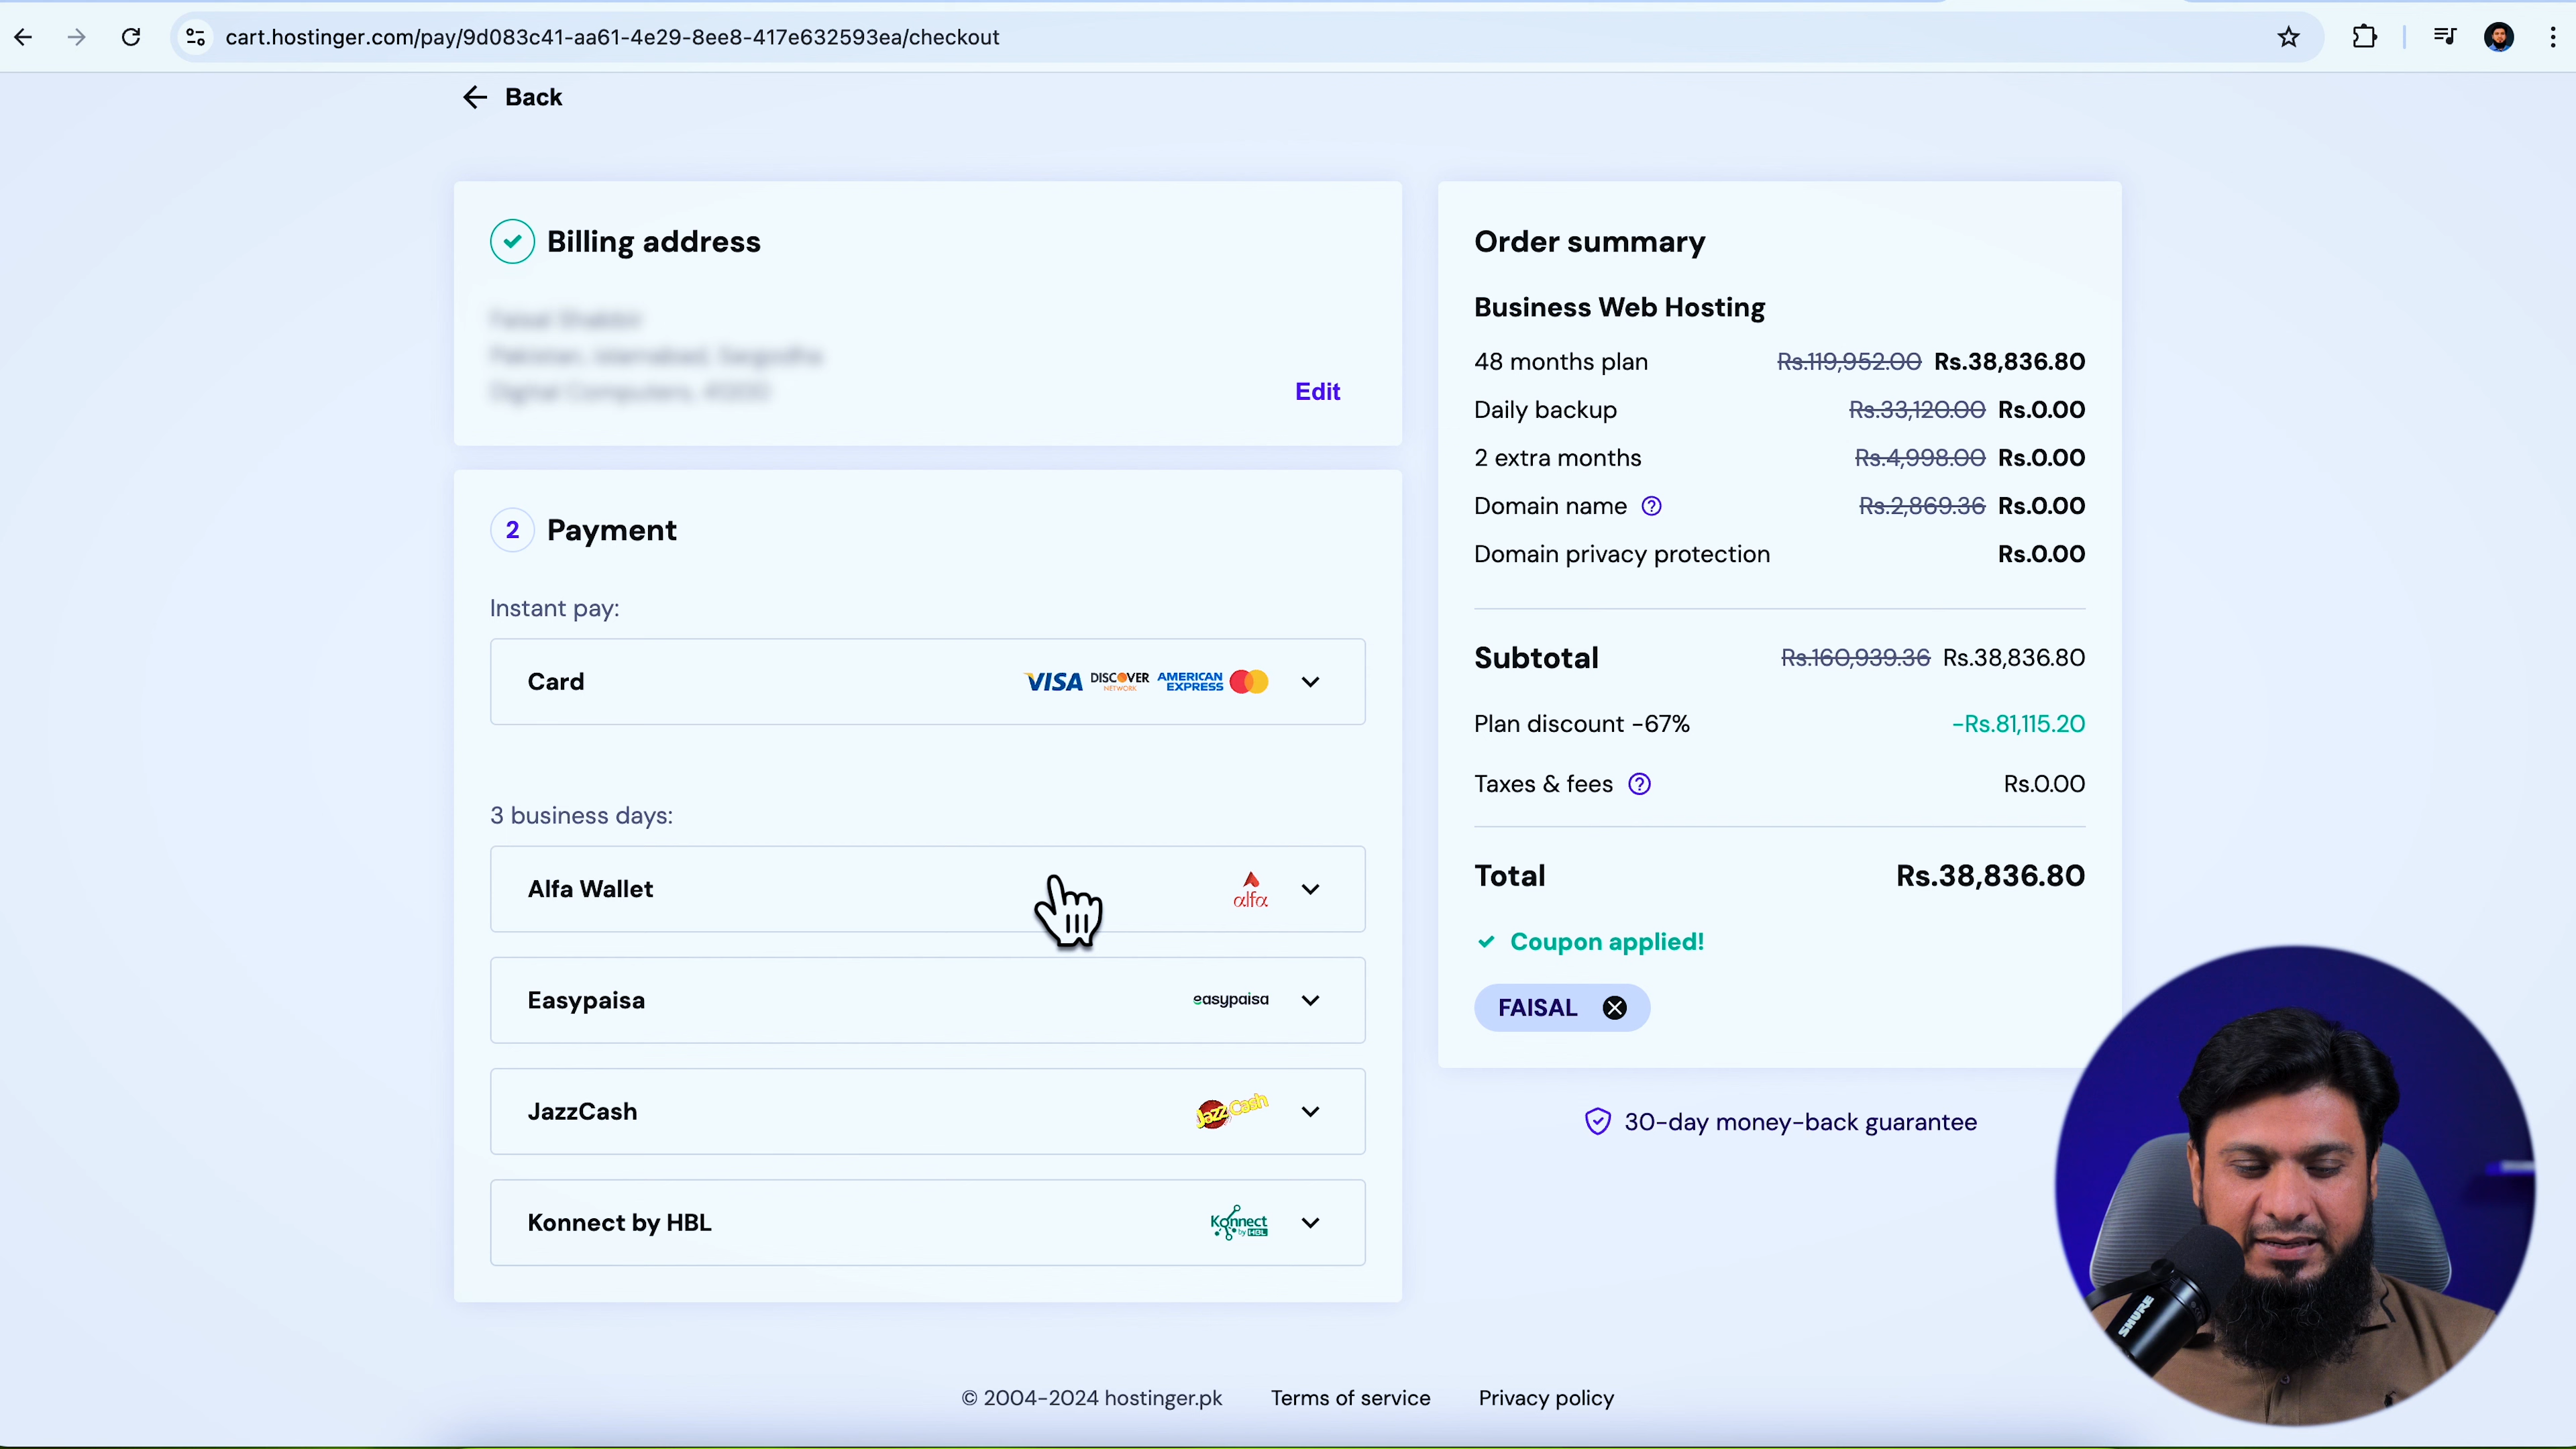 cart.hostinger.com/pay/9d083c41-aa61-4e29-8ee8-417e632593ea/checkout
Back
Billing address
Edit
2 Payment
Instant pay:
Card VISA DISCOVER NETWORK AMERICAN EXPRESS
3 business days:
Alfa Wallet alfa
Easypaisa easypaisa
JazzCash JazzCash
Konnect by HBL Konnect by HBL
Order summary
Business Web Hosting
48 months plan Rs.119,952.00 Rs.38,836.80
Daily backup Rs.33,120.00 Rs.0.00
2 extra months Rs.4,998.00 Rs.0.00
Domain name Rs.2,869.36 Rs.0.00
Domain privacy protection Rs.0.00
Subtotal Rs.160,939.36 Rs.38,836.80
Plan discount -67% -Rs.81,115.20
Taxes & fees Rs.0.00
Total Rs.38,836.80
Coupon applied!
FAISAL
30-day money-back guarantee
SHURE
© 2004-2024 hostinger.pk Terms of service Privacy policy